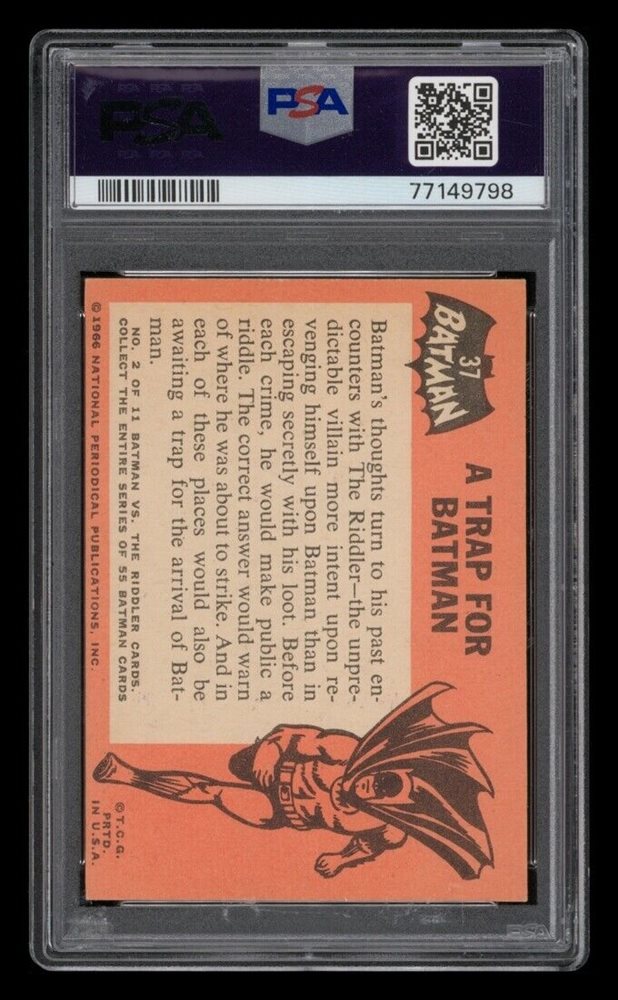 PSA
PSA
77149798
37
BATMAN
A TRAP FOR
BATMAN
Batman's thoughts turn to his past en-
counters with The Riddler—the unpre-
dictable villain more intent upon re-
venging himself upon Batman than in
escaping secretly with his loot. Before
each crime, he would make public a
riddle. The correct answer would warn
of where he was about to strike. And in
each of these places would also be
awaiting a trap for the arrival of Bat-
man.
NO. 2 OF 11 BATMAN VS. THE RIDDLER CARDS.
COLLECT THE ENTIRE SERIES OF 55 BATMAN CARDS
© 1966 NATIONAL PERIODICAL PUBLICATIONS, INC.
© T.C.G.
PRTD.
IN U.S.A.